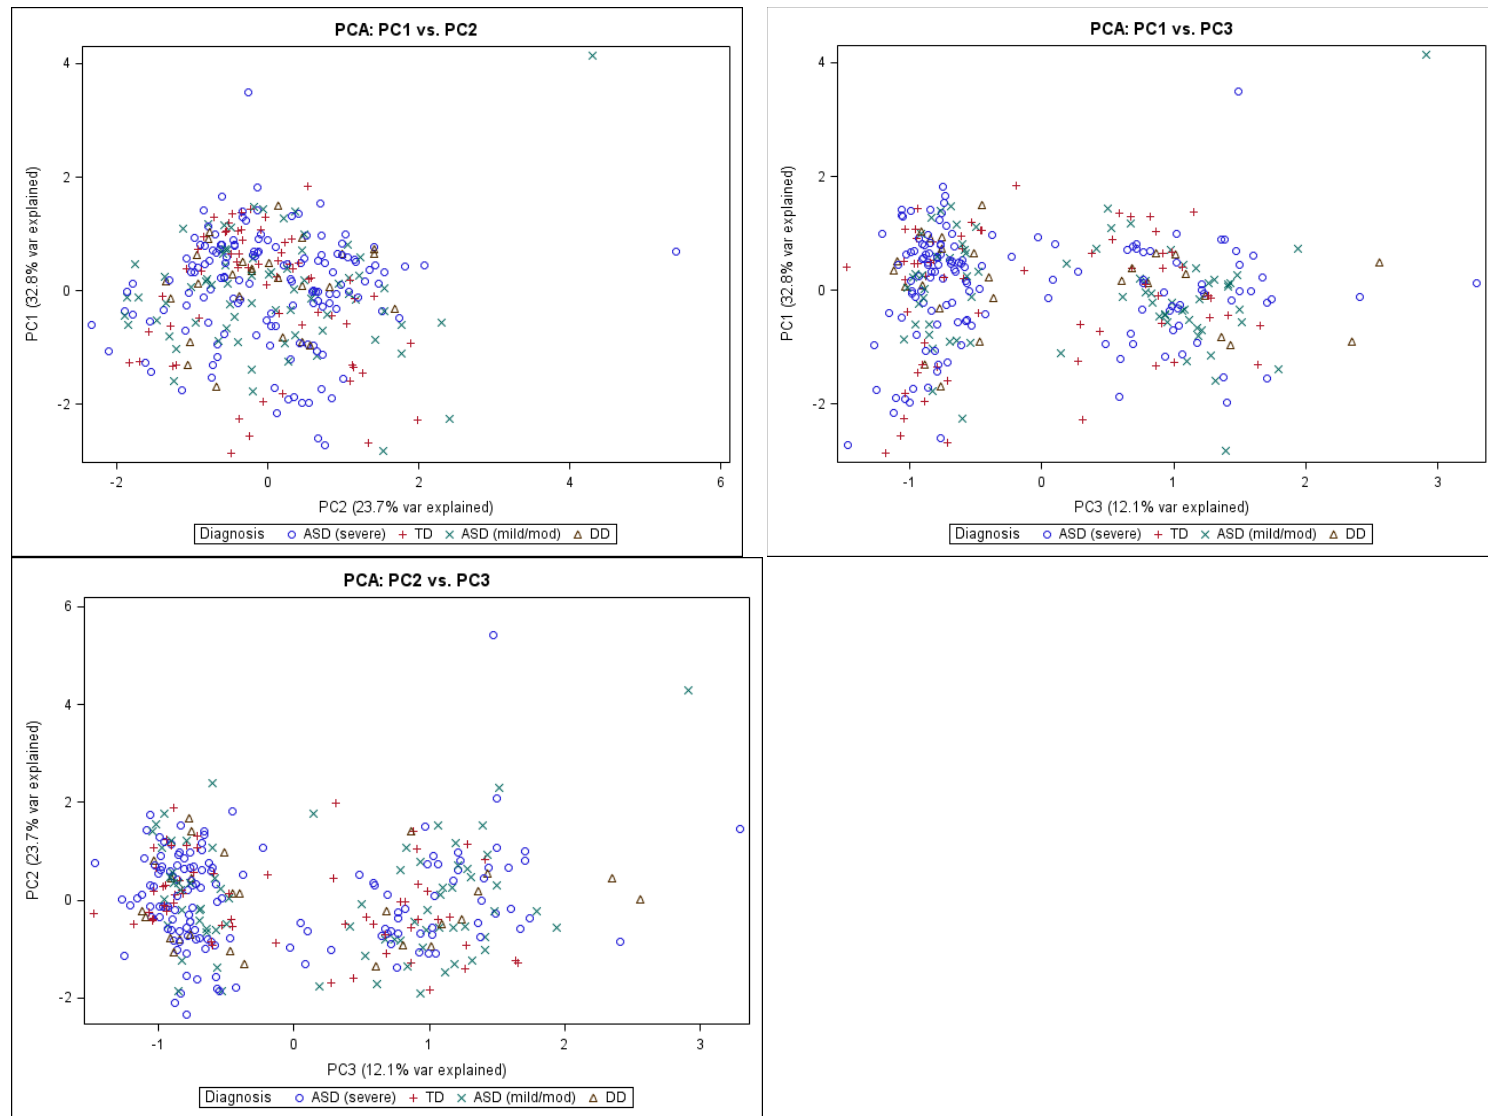 PCA: PC1 vs. PC2
4
2
0
-2
PC1 (32.8% var explained)
-2 0 2 4 6
PC2 (23.7% var explained)
Diagnosis ASD (severe) TD ASD (mild/mod) DD
PCA: PC1 vs. PC3
4
2
0
-2
PC1 (32.8% var explained)
-1 0 1 2 3
PC3 (12.1% var explained)
Diagnosis ASD (severe) TD ASD (mild/mod) DD
PCA: PC2 vs. PC3
6
4
2
0
-2
PC2 (23.7% var explained)
-1 0 1 2 3
PC3 (12.1% var explained)
Diagnosis ASD (severe) TD ASD (mild/mod) DD